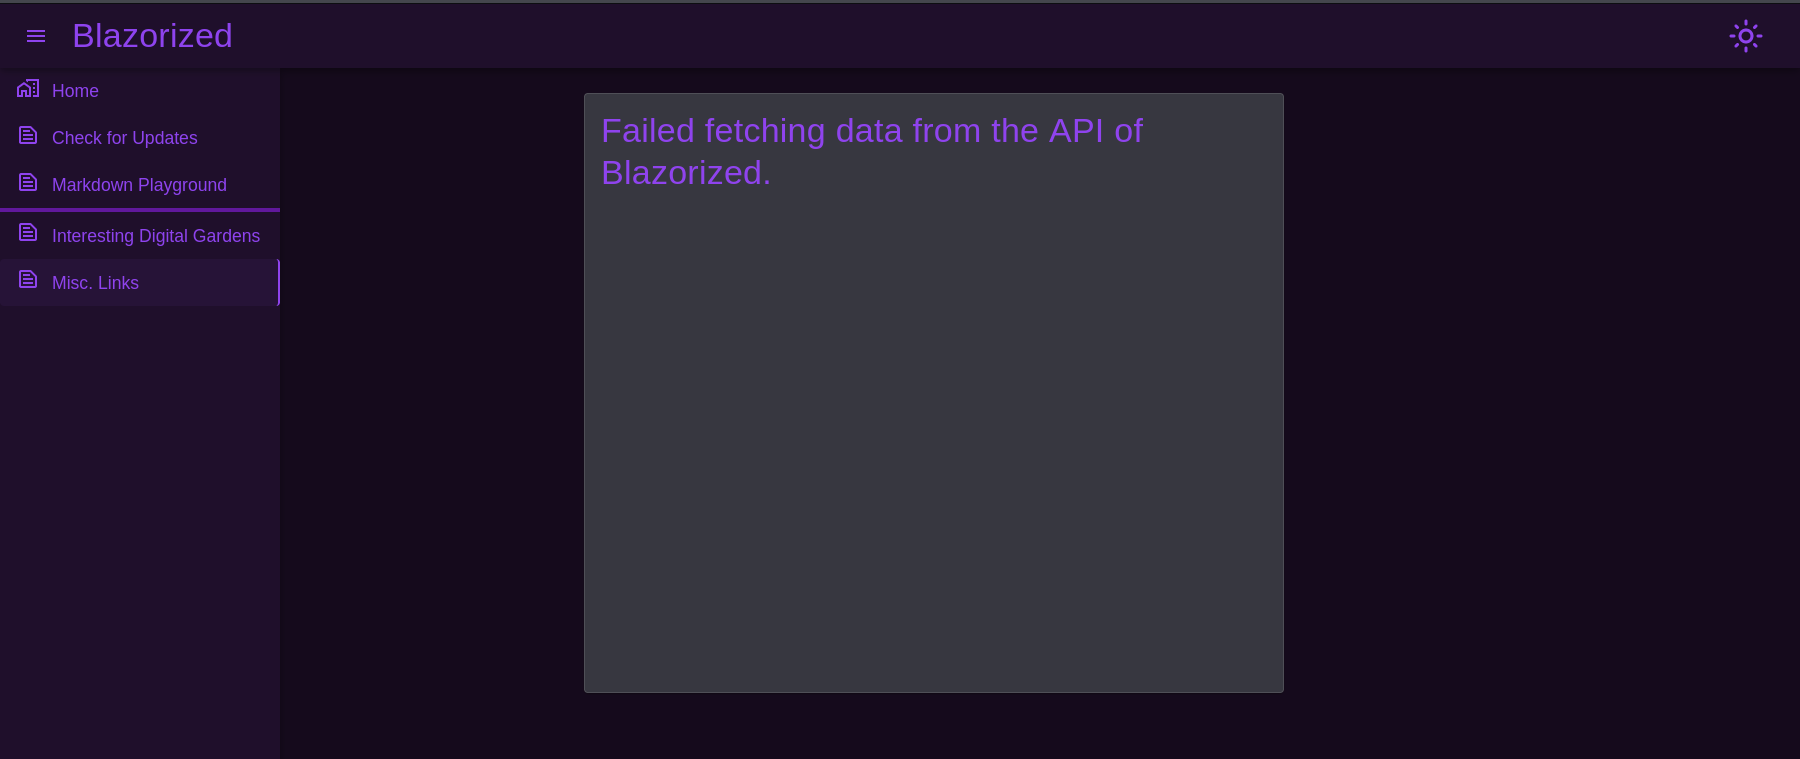 Blazorized
Home
Check for Updates
Markdown Playground
Interesting Digital Gardens
Misc. Links
Failed fetching data from the API of
Blazorized.